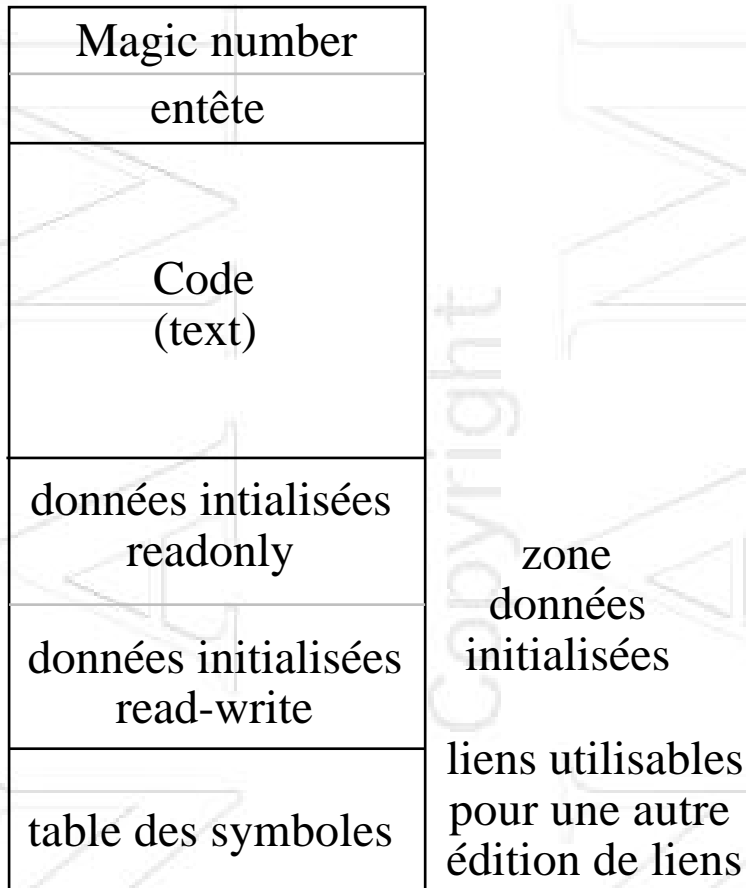 Magic number
entête
Code
(text)
données intialisées
readonly
zone
données
initialisées
données initialisées
read-write
liens utilisables
pour une autre
édition de liens
table des symboles
Copyright